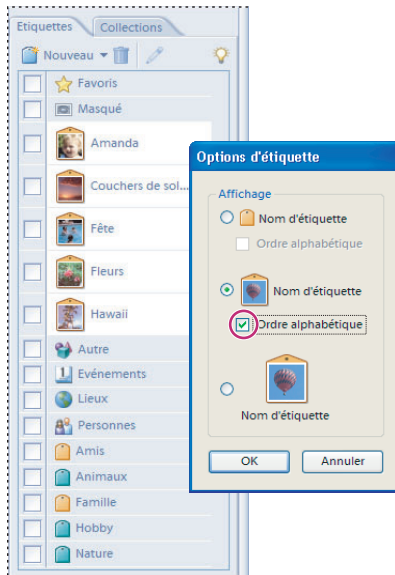 Etiquettes
Collections
Nouveau
Favoris
Masqué
Amanda
Couchers de sol...
Fête
Fleurs
Hawaii
Autre
Evénements
Lieux
Personnes
Amis
Animaux
Famille
Hobby
Nature
Options d'étiquette
Affichage
Nom d'étiquette
Ordre alphabétique
Nom d'étiquette
Ordre alphabétique
Nom d'étiquette
OK
Annuler